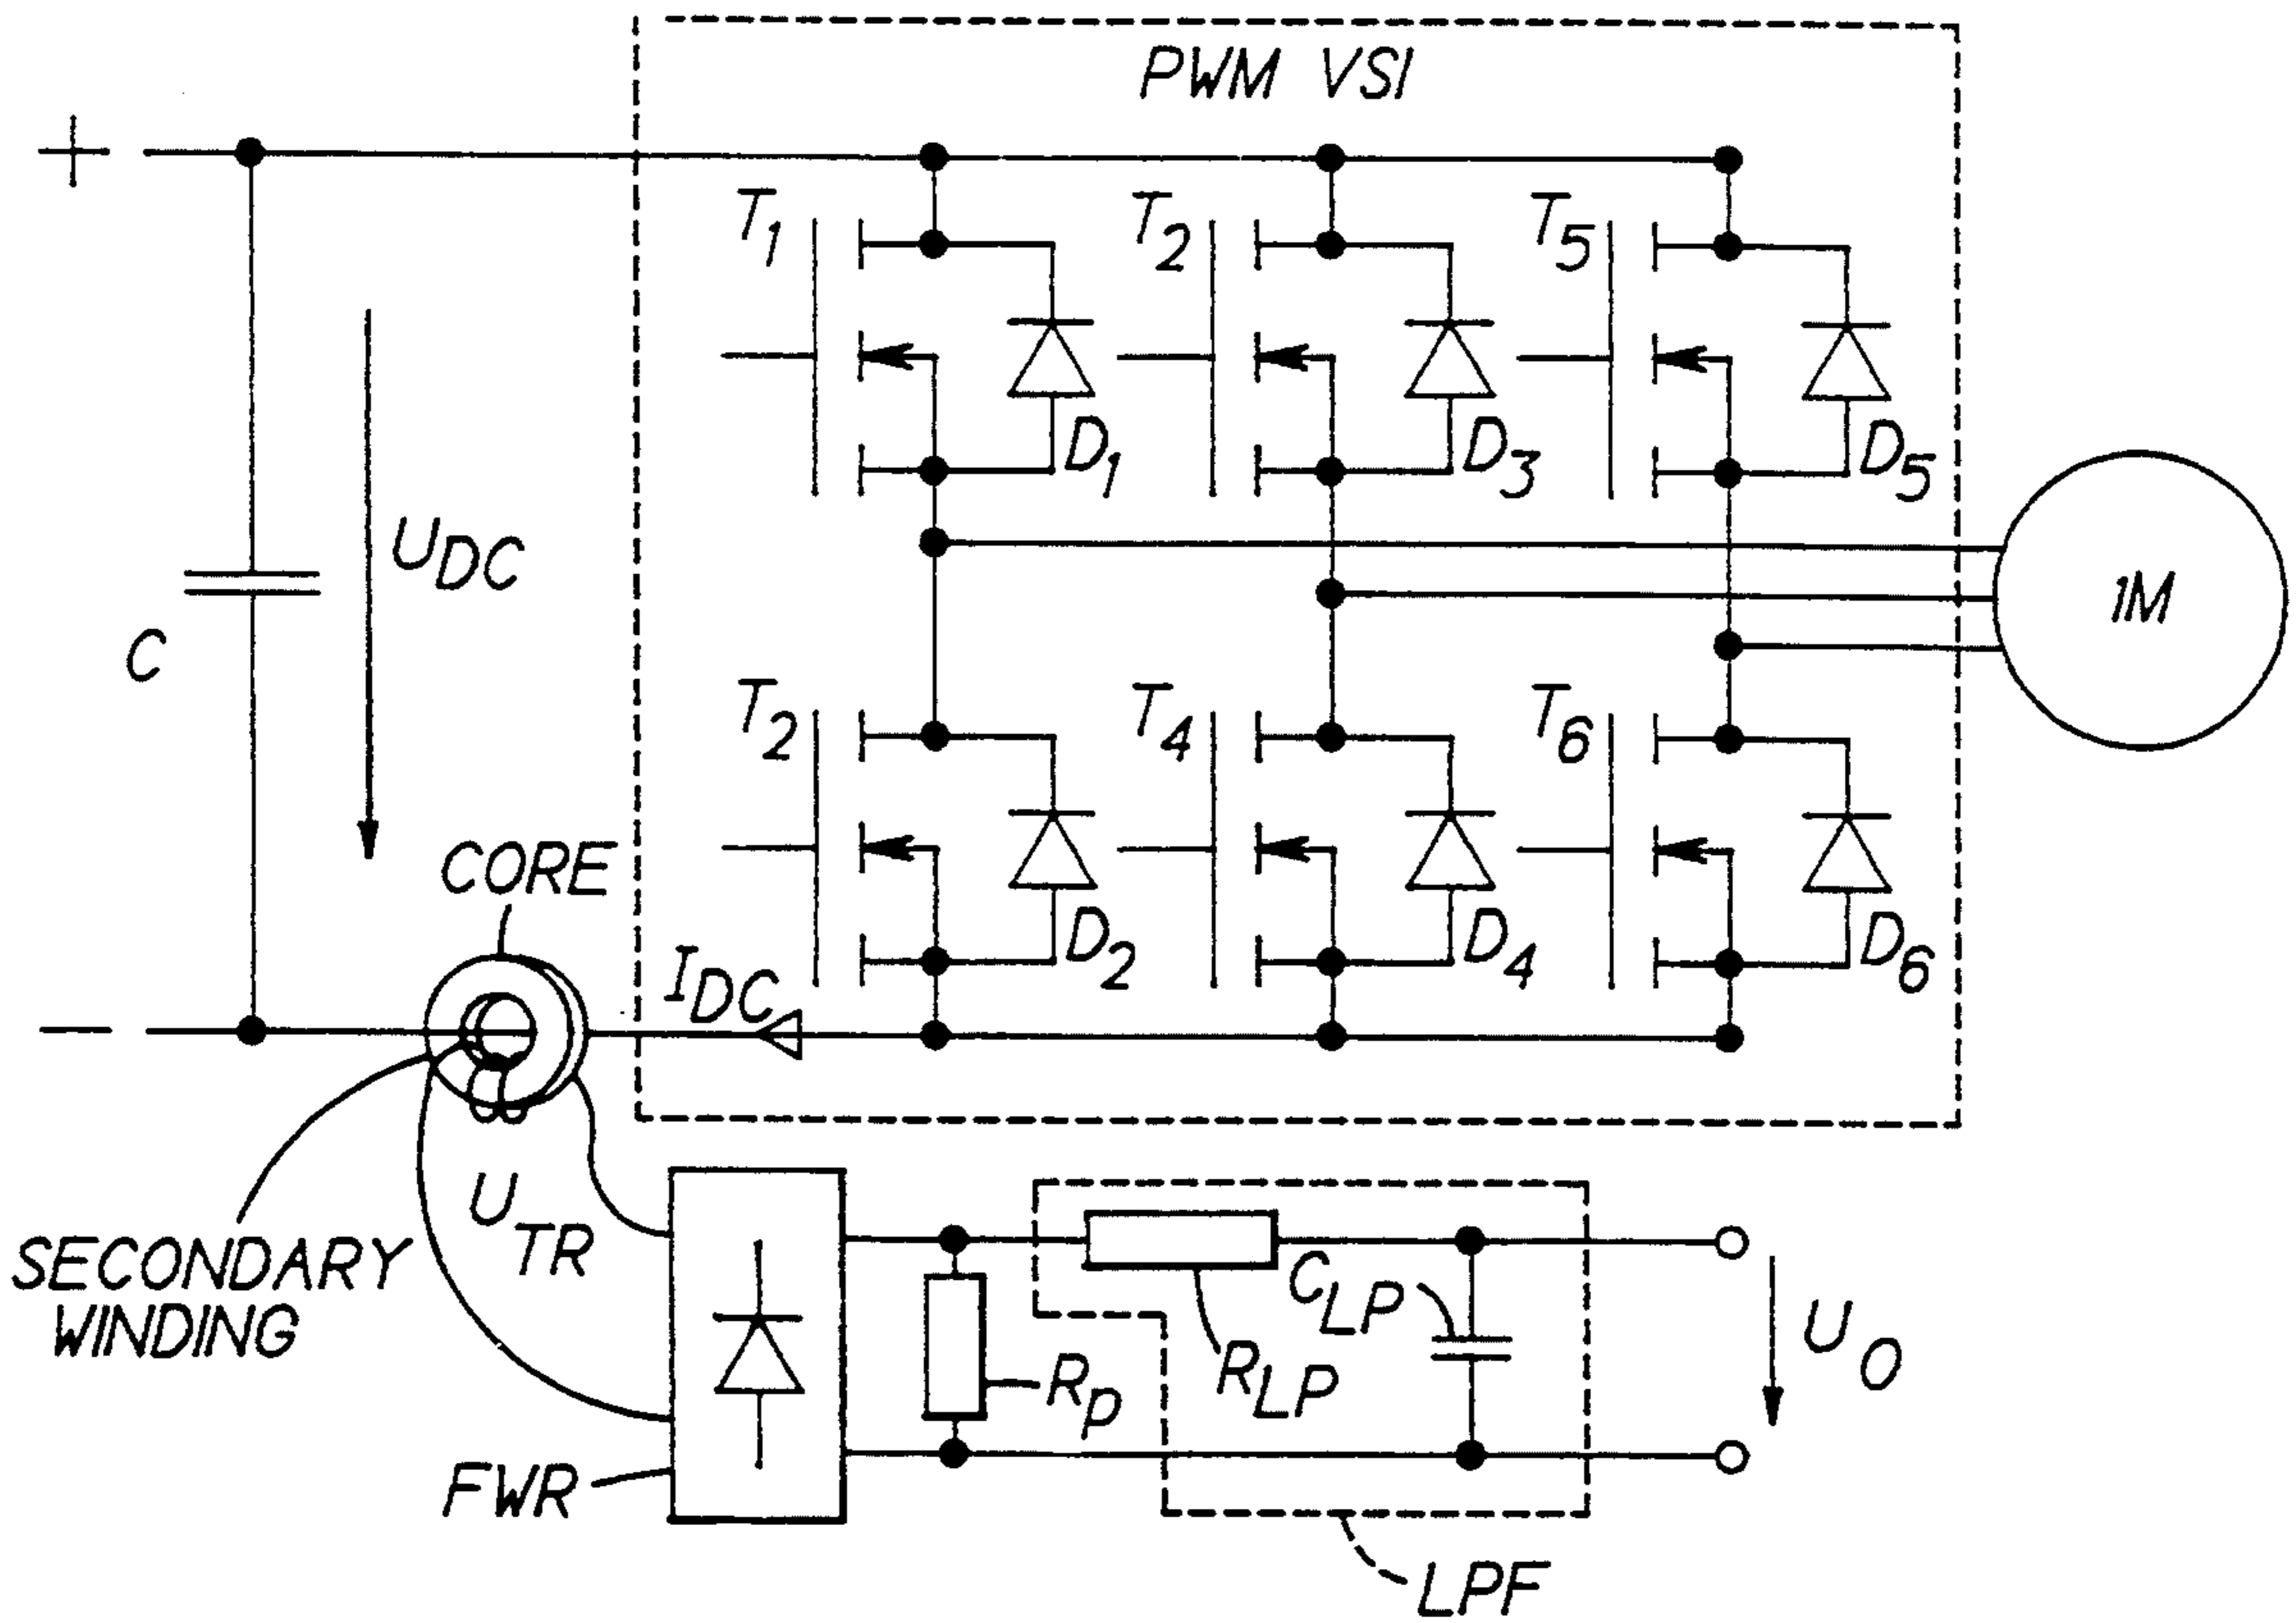 PWM VSI
+
T1
T2
T5
D1
D3
D5
UDC
C
1M
T2
T4
T6
CORE
D2
D4
D6
IDC
−
UTR
SECONDARY
WINDING
CLP
RP
RLP
UO
FWR
LPF